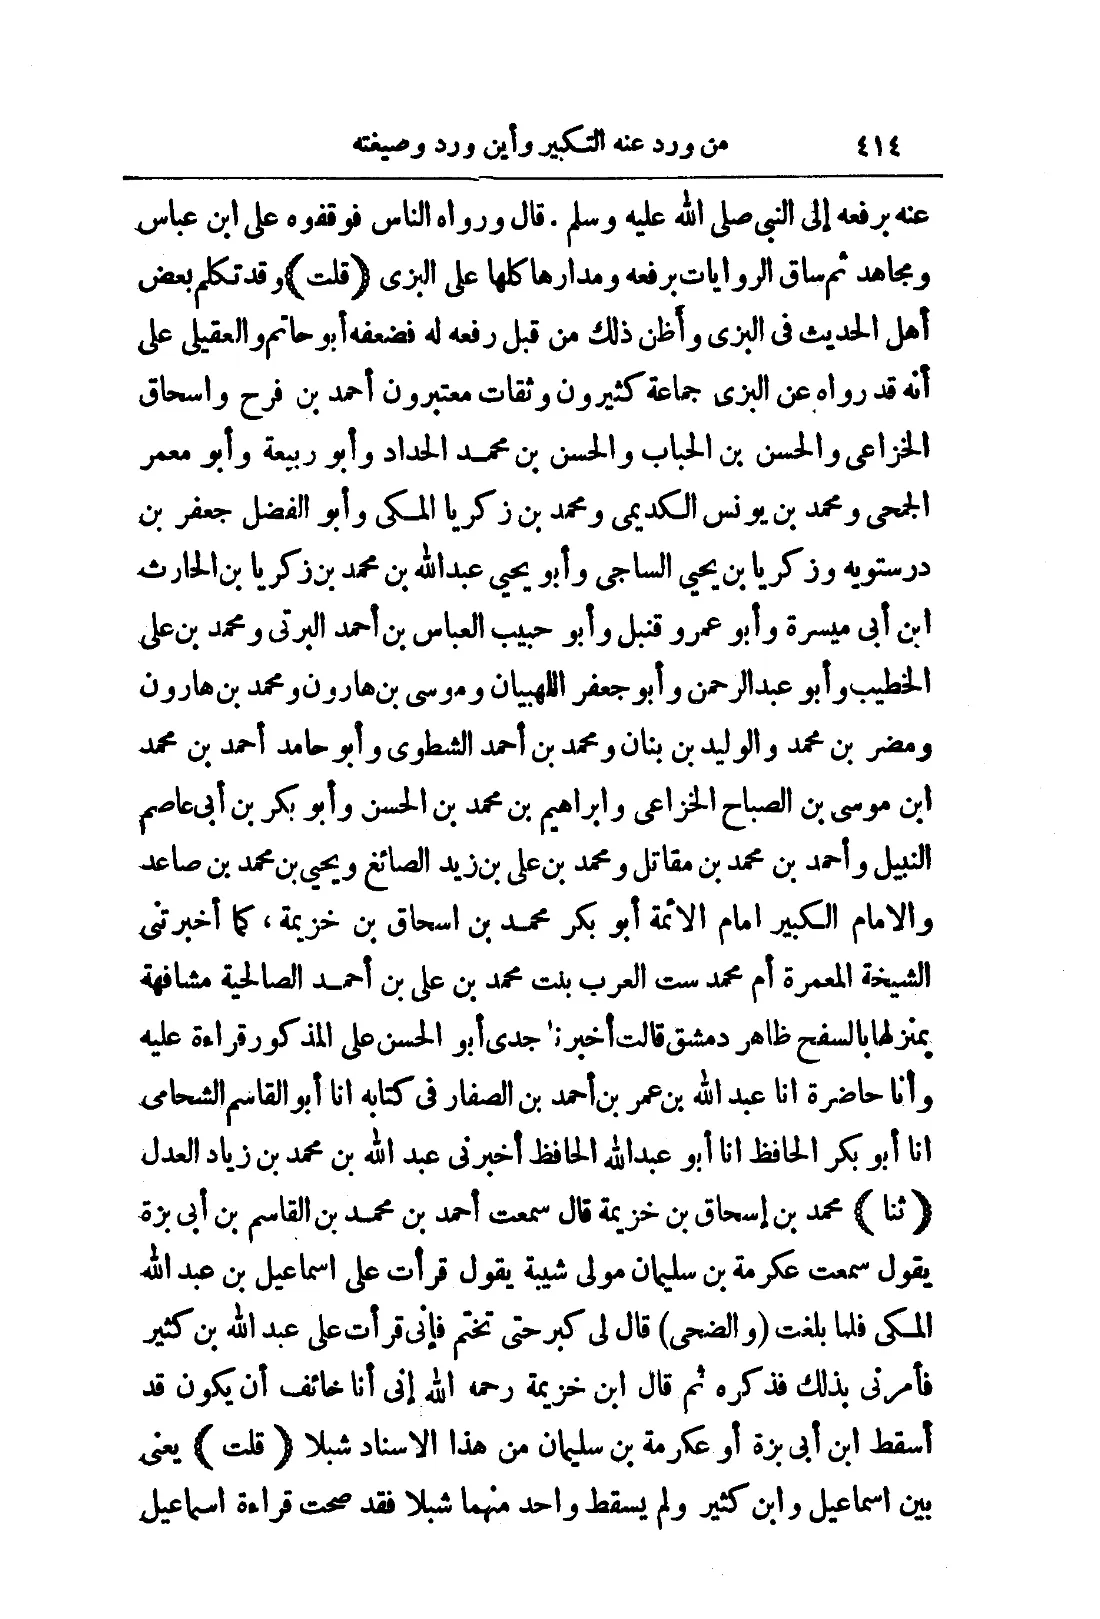 ٤١٤ من ورد عنه التكبير وأين ورد وصيغته
عنه برفعه إلى النبي صلى الله عليه وسلم . قال ورواه الناس فوقفوه على ابن عباس
ومجاهد ثم ساق الروايات برفعه ومدارها كلها على البزى (قلت) وقد تكلم بعض
أهل الحديث فى البزى وأظن ذلك من قبل رفعه له فضعفه أبو حاتم والعقيلى على
أنه قد رواه عن البزى جماعة كثيرون وثقات معتبرون أحمد بن فرح واسحاق
الخزاعى والحسن بن الحباب والحسن بن محمد الحداد وأبو ربيعة وأبو معمر
الجمحى ومحمد بن يونس الكديمى ومحمد بن زكريا المكى وأبو الفضل جعفر بن
درستويه وزكريا بن يحيى الساجى وأبو يحيى عبدالله بن محمد بن زكريا بن الحارث
ابن أبى ميسرة وأبو عمرو قنبل وأبو حبيب العباس بن أحمد البرتى ومحمد بن على
الخطيب وأبو عبدالرحمن وأبو جعفر اللهبيان وموسى بن هارون ومحمد بن هارون
ومضر بن محمد والوليد بن بنان ومحمد بن أحمد الشطوى وأبو حامد أحمد بن محمد
ابن موسى بن الصباح الخزاعى وابراهيم بن محمد بن الحسن وأبو بكر بن أبى عاصم
النبيل وأحمد بن محمد بن مقاتل ومحمد بن على بن زيد الصائغ ويحيى بن محمد بن صاعد
والامام الكبير امام الائمة أبو بكر محمد بن اسحاق بن خزيمة ، كما أخبرتنى
الشيخة المعمرة أم محمد ست العرب بنت محمد بن على بن أحمد الصالحية مشافهة
بمنزلها بالسفح ظاهر دمشق قالت أخبرنا جدى أبو الحسن على المذكور قراءة عليه
وأنا حاضرة انا عبد الله بن عمر بن أحمد بن الصفار فى كتابه انا أبو القاسم الشحامى
انا أبو بكر الحافظ انا أبو عبدالله الحافظ أخبرنى عبد الله بن محمد بن زياد العدل
(ثنا) محمد بن إسحاق بن خزيمة قال سمعت أحمد بن محمد بن القاسم بن أبى بزة
يقول سمعت عكرمة بن سليمان مولى شيبة يقول قرأت على اسماعيل بن عبد الله
المكى فلما بلغت (والضحى) قال لى كبر حتى تختم فإنى قرأت على عبد الله بن كثير
فأمرنى بذلك فذكره ثم قال ابن خزيمة رحمه الله إنى أنا خائف أن يكون قد
أسقط ابن أبى بزة أو عكرمة بن سليمان من هذا الاسناد شبلا (قلت) يعنى
بين اسماعيل وابن كثير ولم يسقط واحد منهما شبلا فقد صحت قراءة اسماعيل